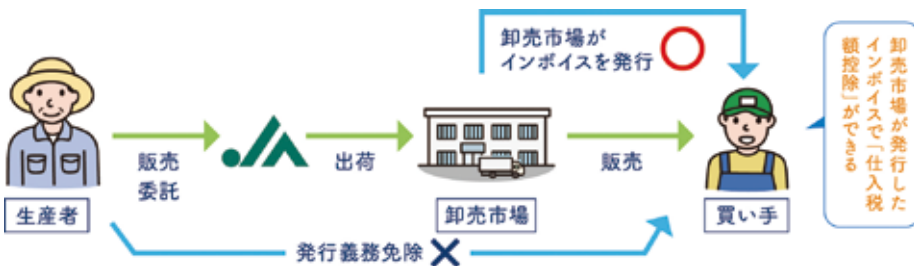 卸売市場が
インボイスを発行
卸売市場が発行した
インボイスで「仕入税
額控除」ができる
JA
販売
委託
出荷
販売
生産者
卸売市場
買い手
発行義務免除